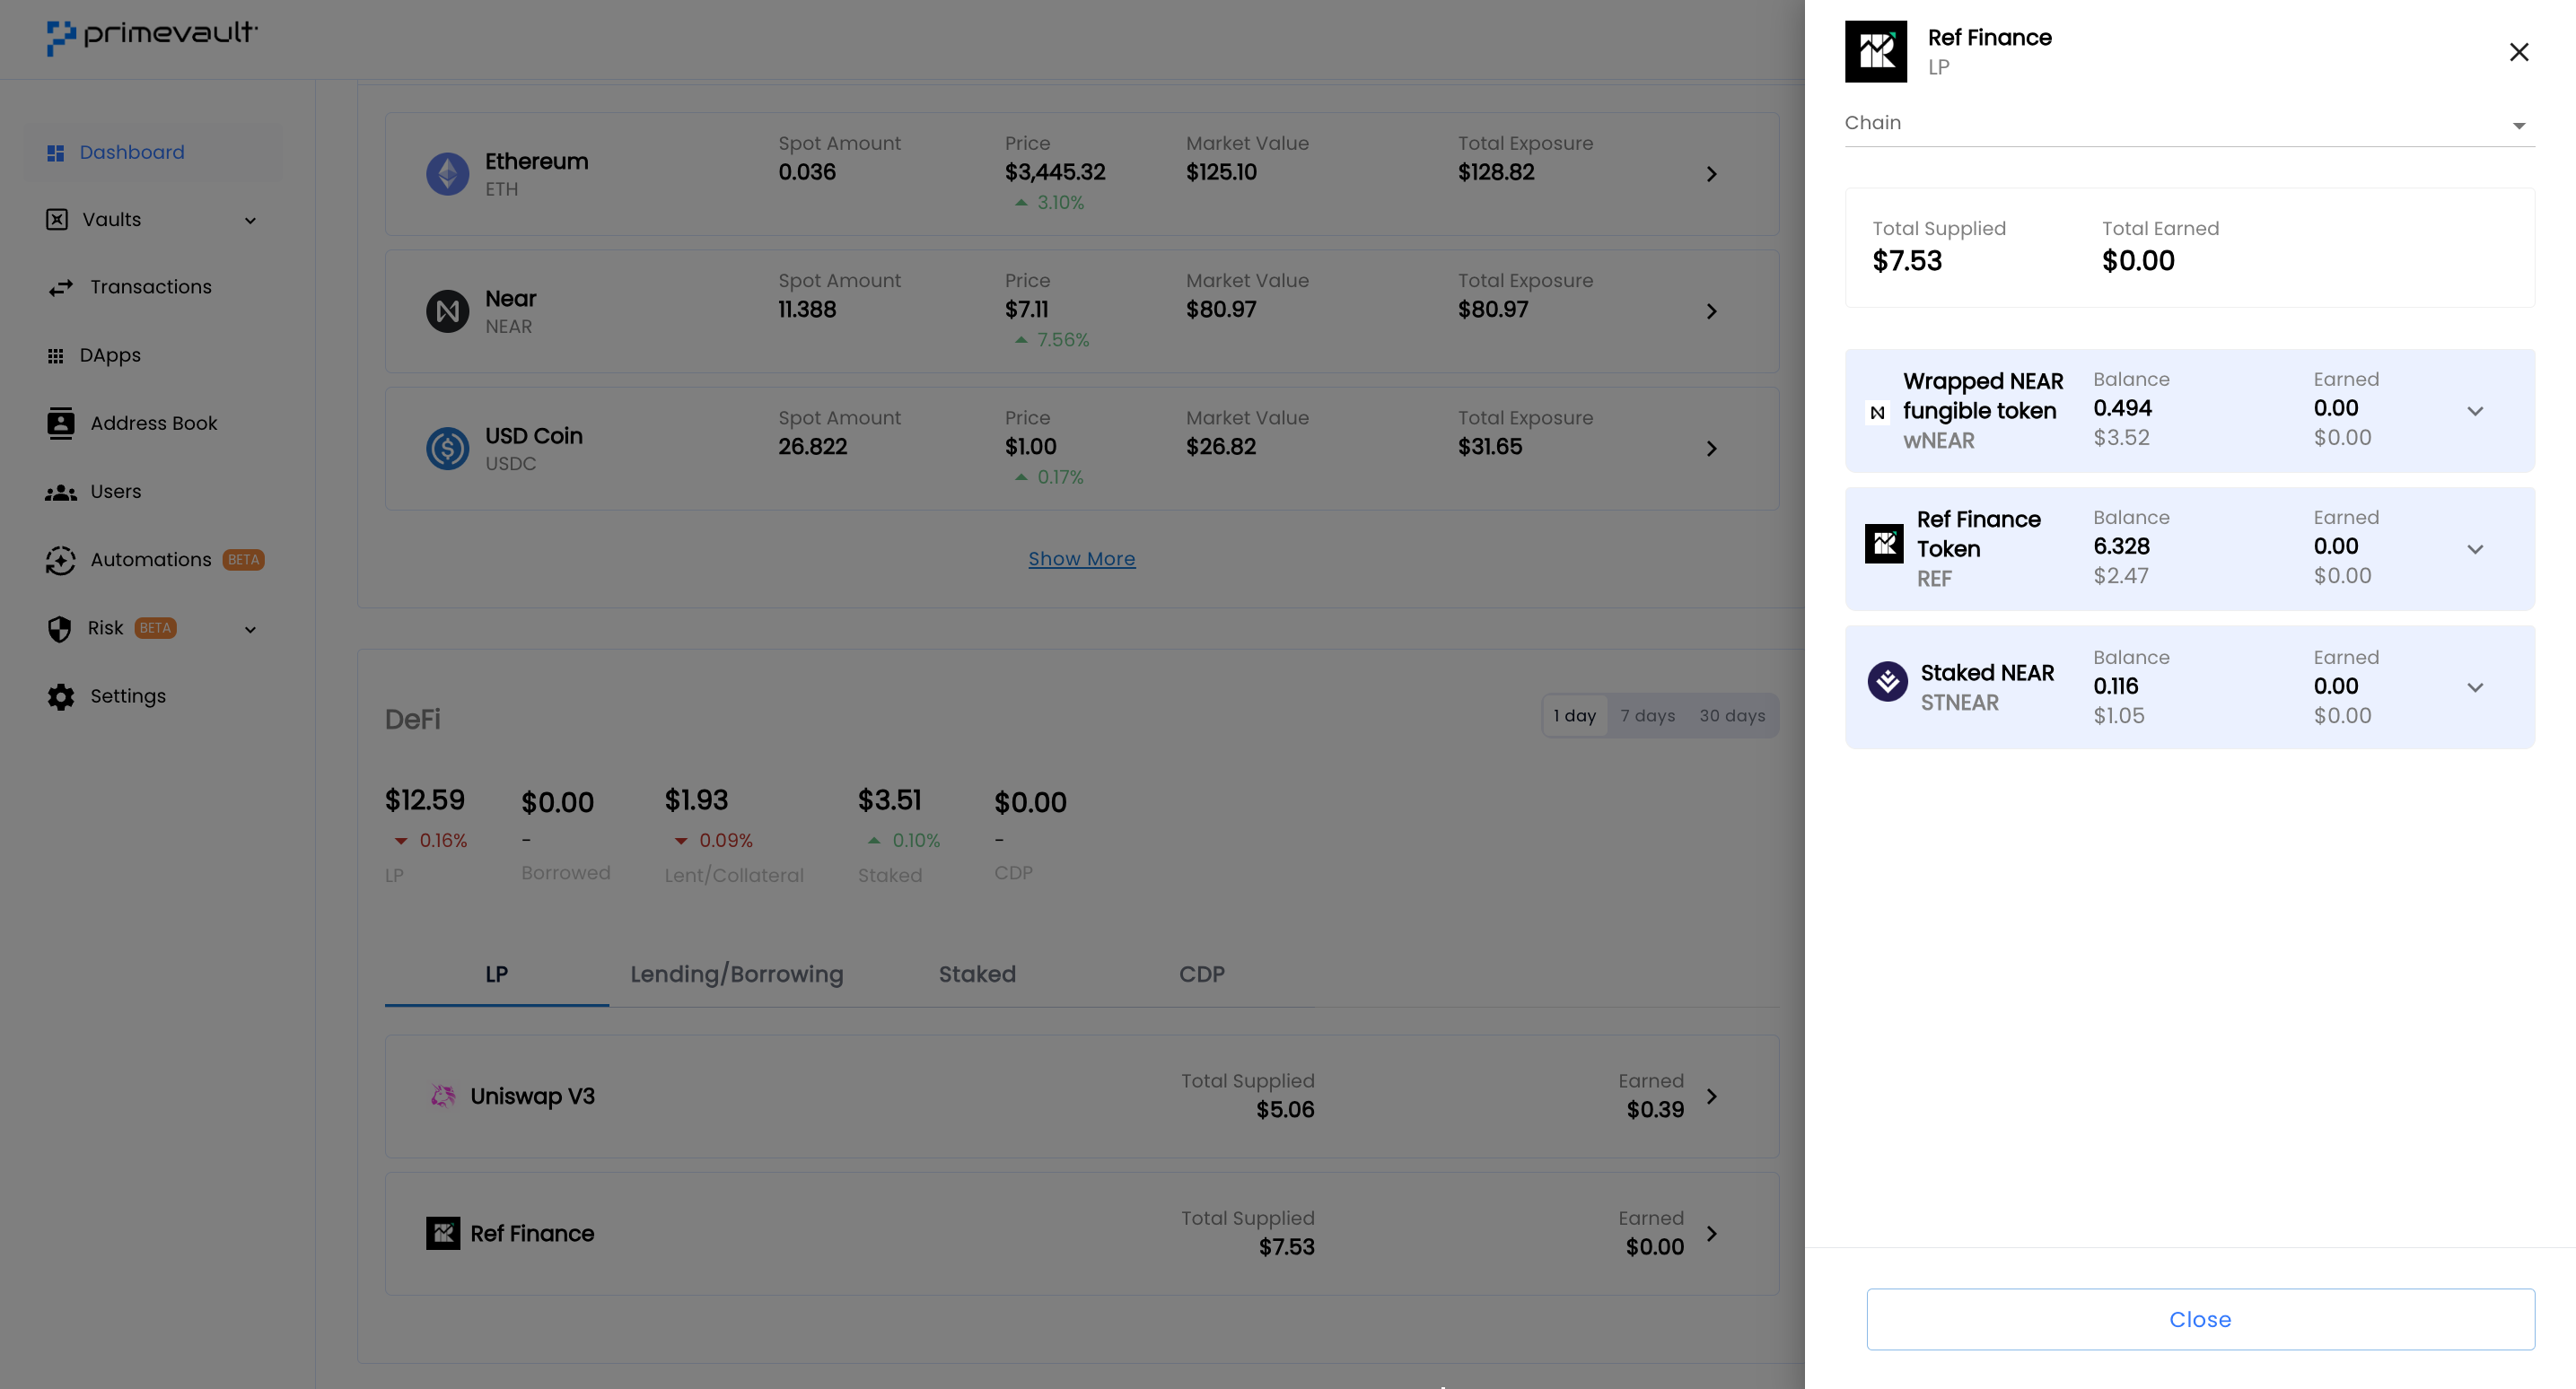 primevault
Dashboard
Vaults
Transactions
DApps
Address Book
Users
Automations BETA
Risk BETA
Settings
Ethereum
ETH
Spot Amount
0.036
Price
$3,445.32
3.10%
Market Value
$125.10
Total Exposure
$128.82
Near
NEAR
Spot Amount
11.388
Price
$7.11
7.56%
Market Value
$80.97
Total Exposure
$80.97
USD Coin
USDC
Spot Amount
26.822
Price
$1.00
0.17%
Market Value
$26.82
Total Exposure
$31.65
Show More
DeFi
1 day 7 days 30 days
$12.59
0.16%
LP
$0.00
-
Borrowed
$1.93
0.09%
Lent/Collateral
$3.51
0.10%
Staked
$0.00
-
CDP
LP Lending/Borrowing Staked CDP
Uniswap V3
Total Supplied
$5.06
Earned
$0.39
Ref Finance
Total Supplied
$7.53
Earned
$0.00
Ref Finance
LP
Chain
Total Supplied
$7.53
Total Earned
$0.00
Wrapped NEAR
fungible token
wNEAR
Balance
0.494
$3.52
Earned
0.00
$0.00
Ref Finance
Token
REF
Balance
6.328
$2.47
Earned
0.00
$0.00
Staked NEAR
STNEAR
Balance
0.116
$1.05
Earned
0.00
$0.00
Close